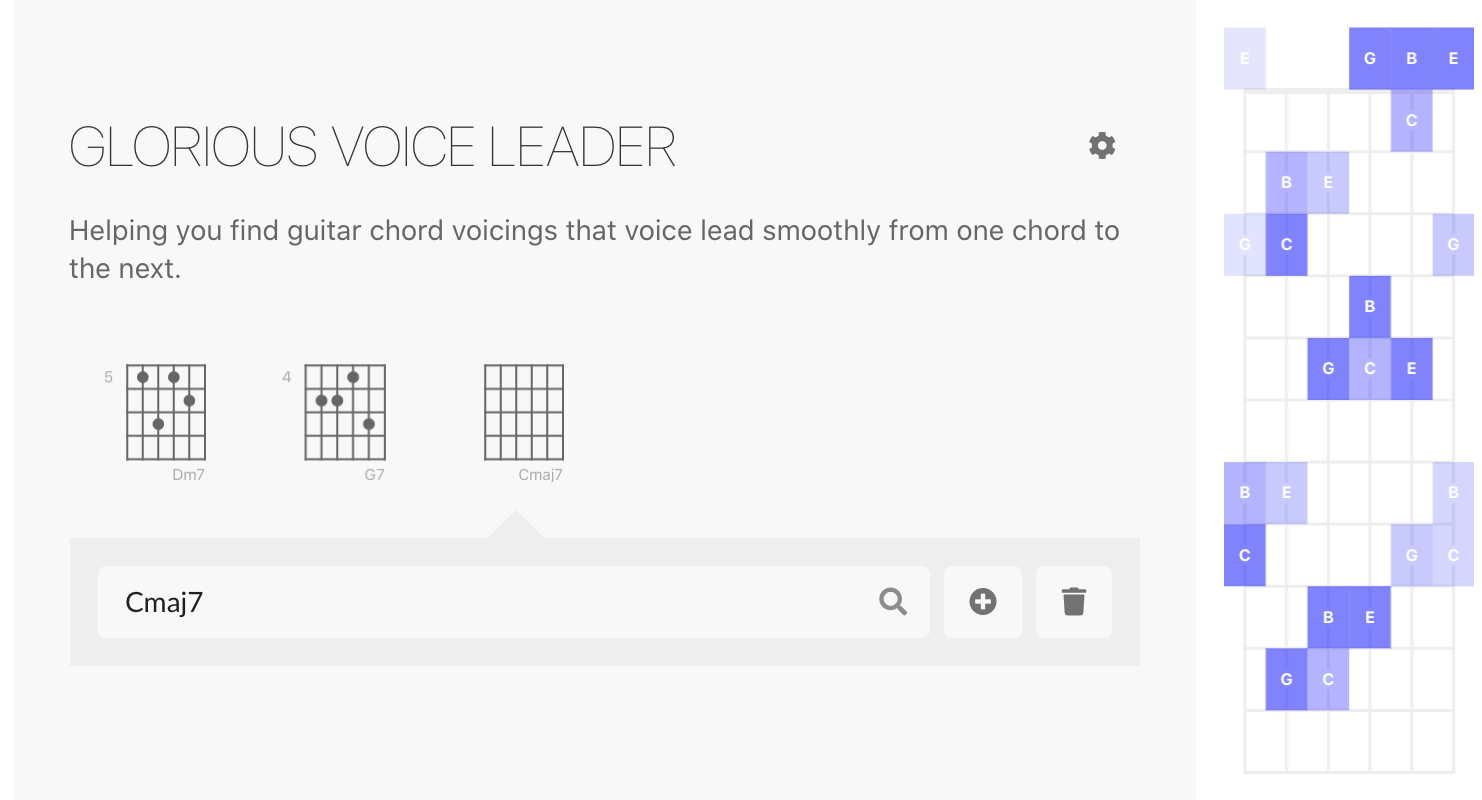 GLORIOUS VOICE LEADER
Helping you find guitar chord voicings that voice lead smoothly from one chord to
the next.
5
4
Dm7 G7 Cmaj7
Cmaj7
E G B E
C
B E
G C G
B
G C E
B E B
C G C
B E
G C